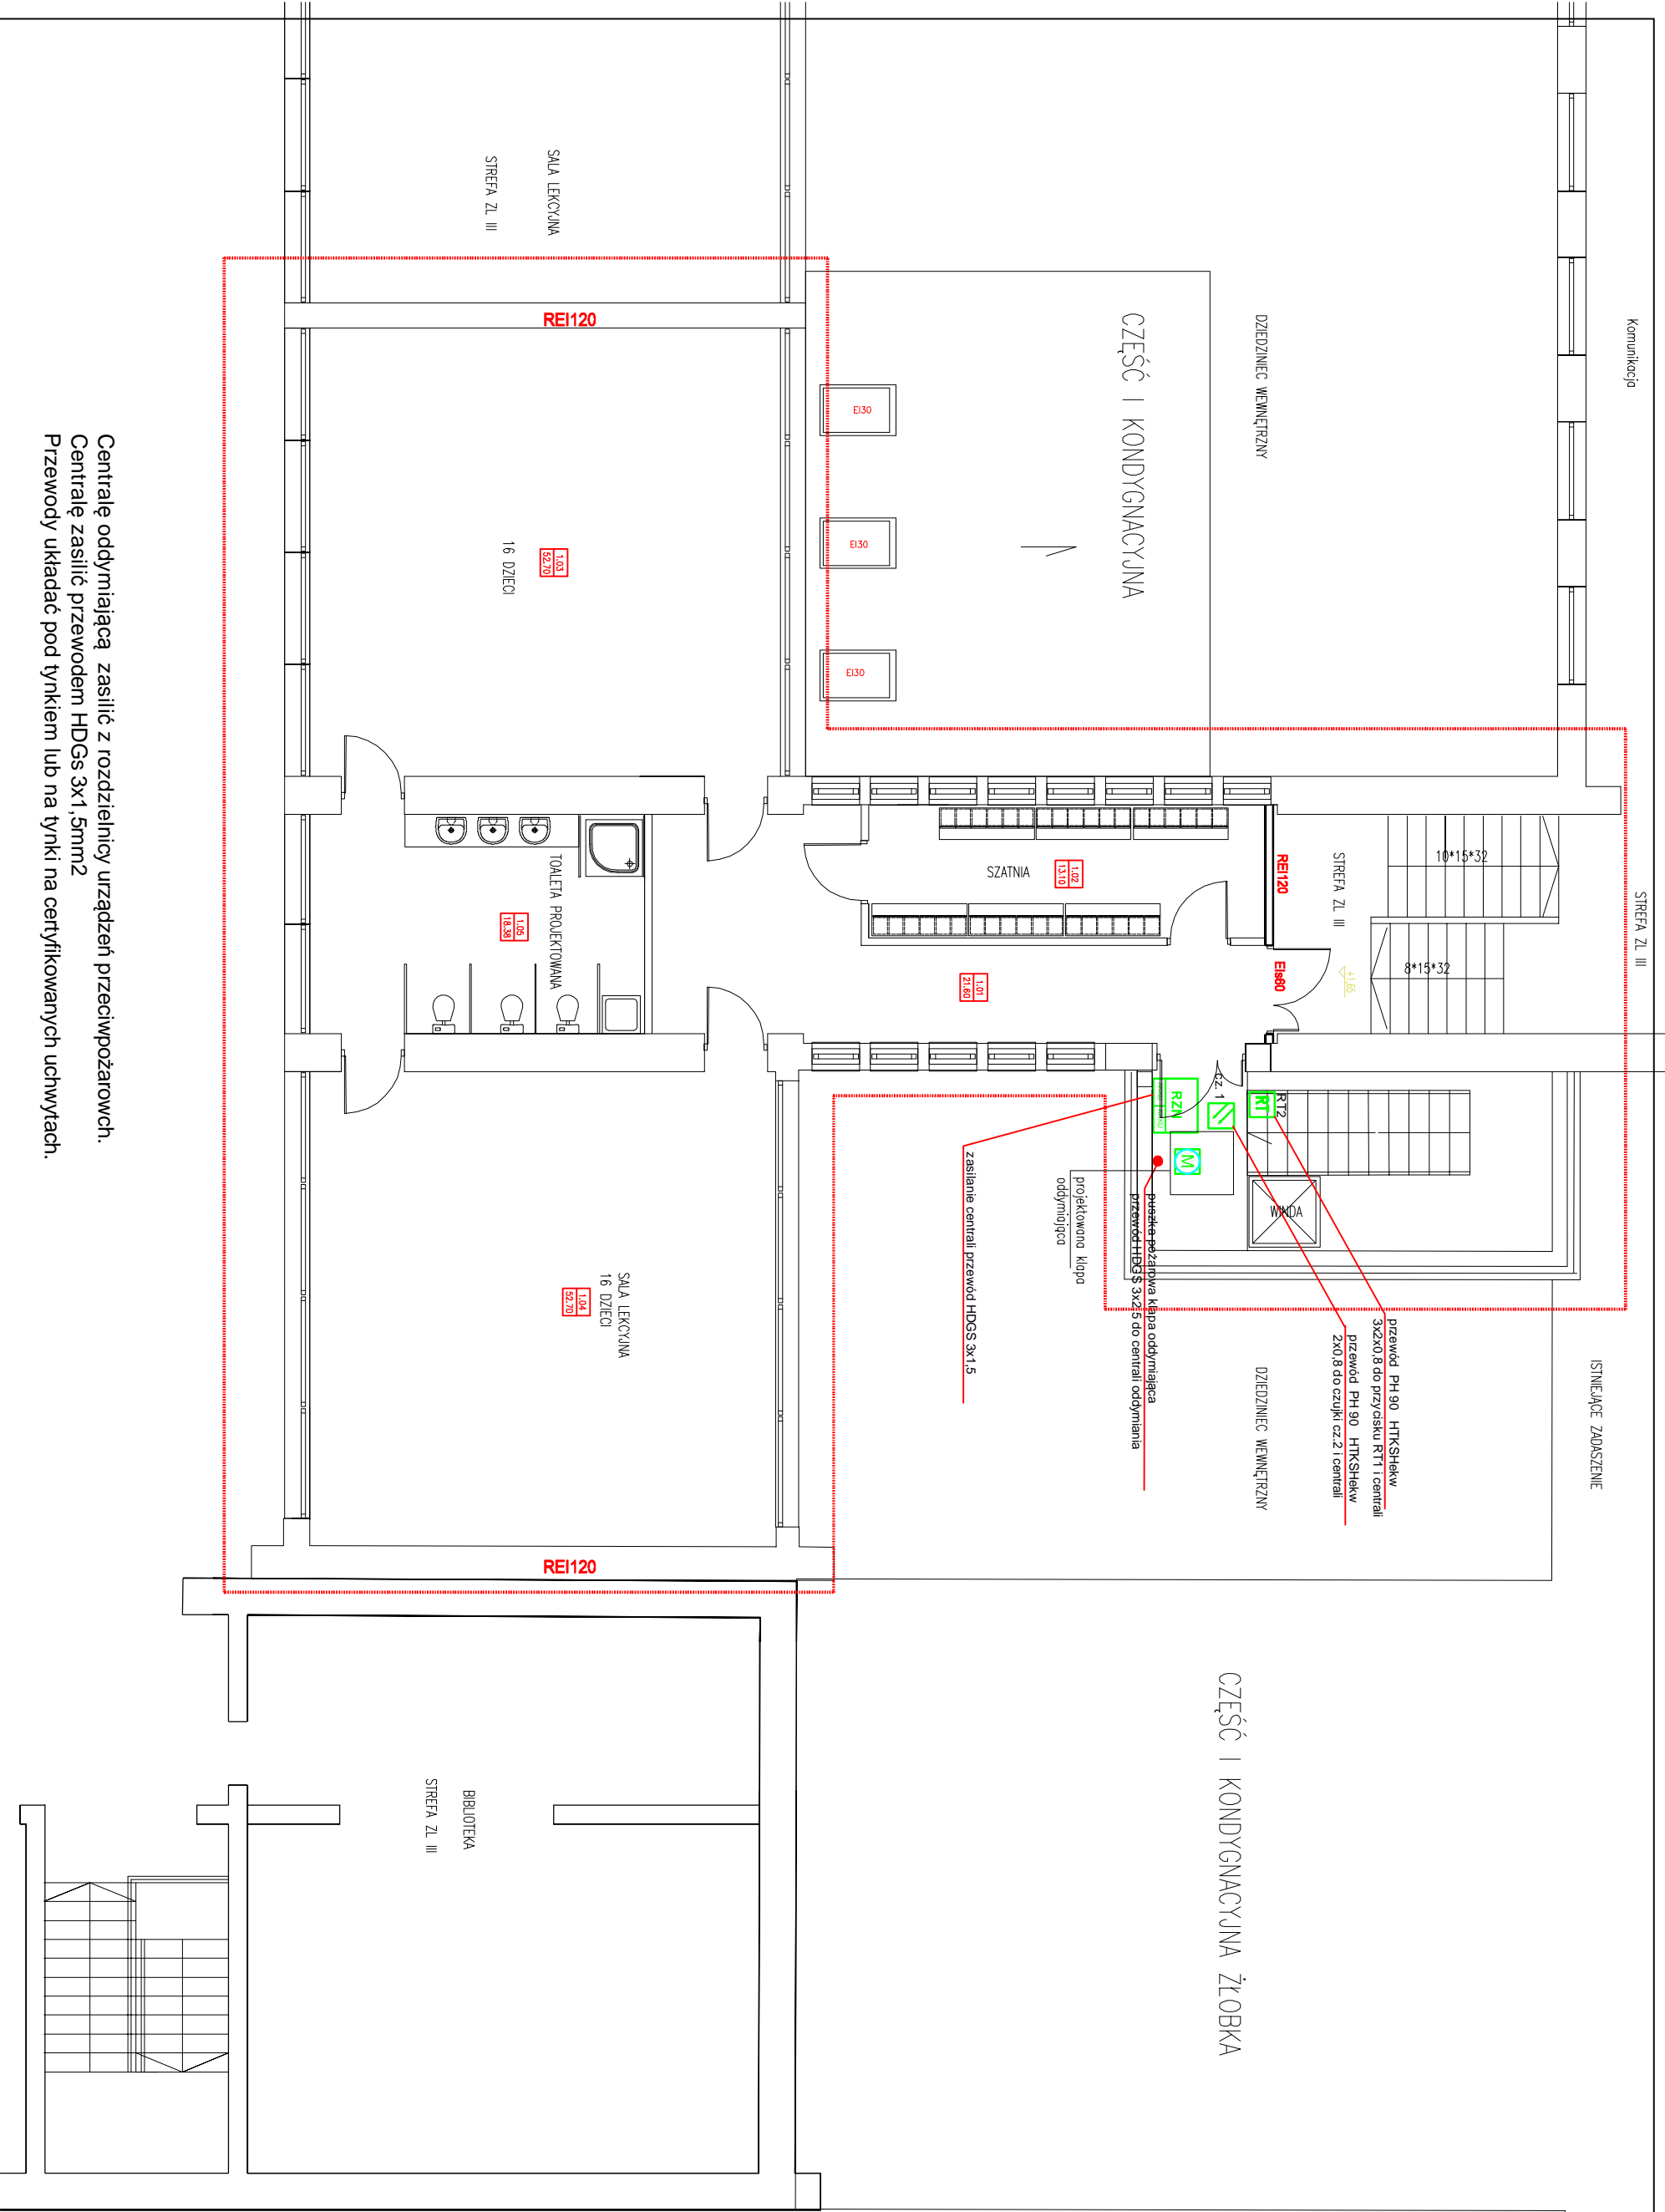 Komunikacja
STREFA ZL III
ISTNIEJĄCE ZADASZENIE
10*15*32
8*15*32
STREFA ZL III
+1,65
DZIEDZINIEC WEWNĘTRZNY
CZĘŚĆ I KONDYGNACYJNA
EI30
EI30
EI30
REI120
EIs60
SZATNIA
1.02
13.10
1.01
21.60
RT2
RT
cz. 1
RZN
M
WINDA
przewód PH 90 HTKSHekw
3x2x0,8 do przycisku RT1 i centrali
przewód PH 90 HTKSHekw
2x0,8 do czujki cz.2 i centrali
puszka pożarowa klapa oddymiająca
przewód HDGS 3x2,5 do centrali oddymiania
projektowana klapa
oddymiająca
zasilanie centrali przewód HDGS 3x1,5
DZIEDZINIEC WEWNĘTRZNY
CZĘŚĆ I KONDYGNACYJNA ŻŁOBKA
SALA LEKCYJNA
STREFA ZL III
REI120
1.03
52.70
16 DZIECI
TOALETA PROJEKTOWANA
1.05
18.38
SALA LEKCYJNA
16 DZIECI
1.04
52.70
REI120
BIBLIOTEKA
STREFA ZL III
Centralę oddymiającą zasilić z rozdzielnicy urządzeń przeciwpożarowch.
Centralę zasilić przewodem HDGs 3x1,5mm2
Przewody układać pod tynkiem lub na tynki na certyfikowanych uchwytach.